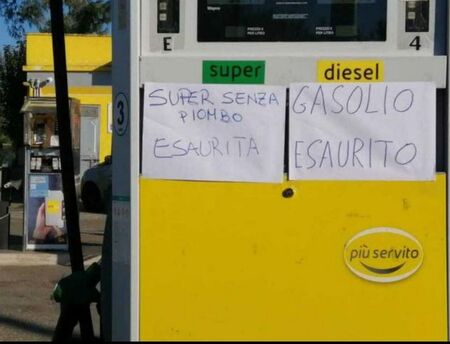 E
4
super
diesel
SUPER SENZA
PIOMBO
ESAURITA
GASOLIO
ESAURITO
3
più servito